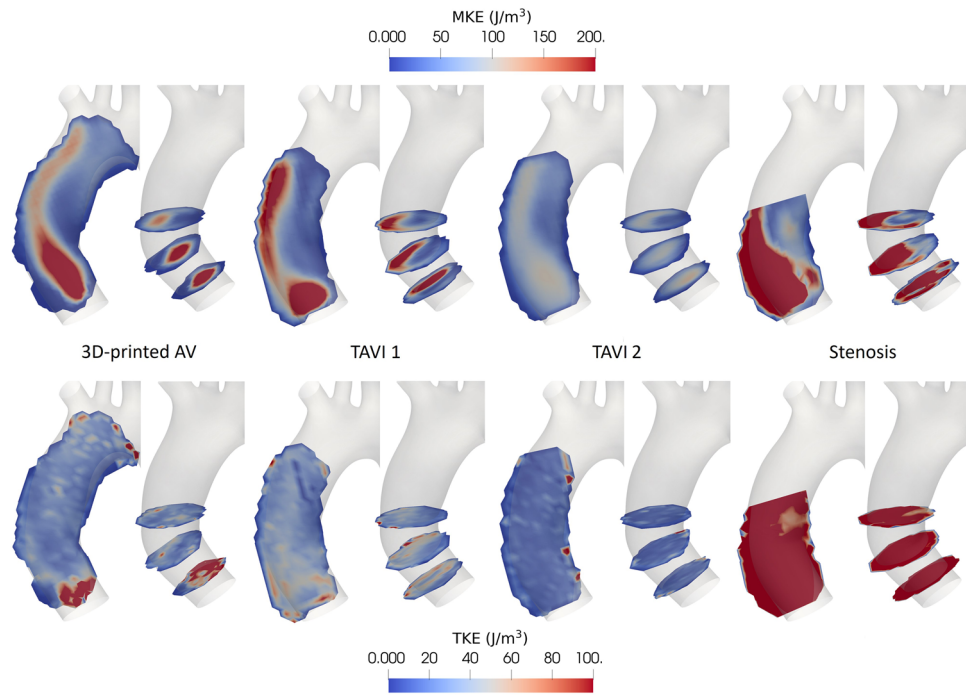 MKE (J/m³)
0.000 50 100 150 200.
3D-printed AV TAVI 1 TAVI 2 Stenosis
TKE (J/m³)
0.000 20 40 60 80 100.